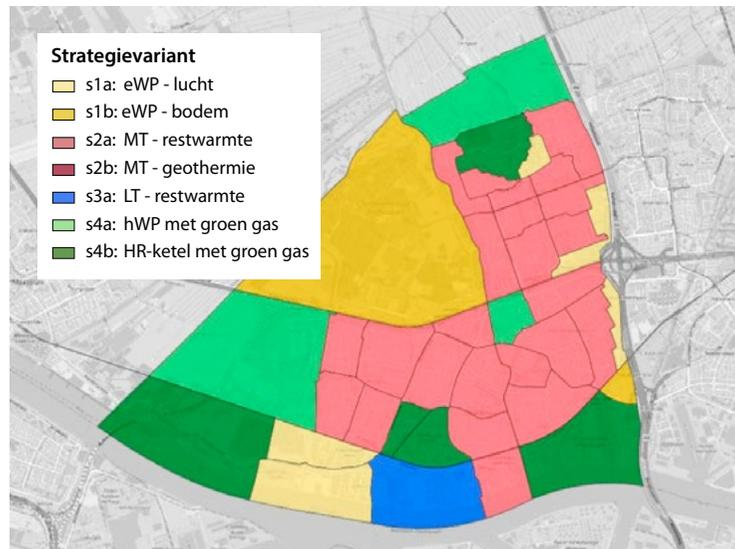 Strategievariant
s1a: eWP - lucht
s1b: eWP - bodem
s2a: MT - restwarmte
s2b: MT - geothermie
s3a: LT - restwarmte
s4a: hWP met groen gas
s4b: HR-ketel met groen gas